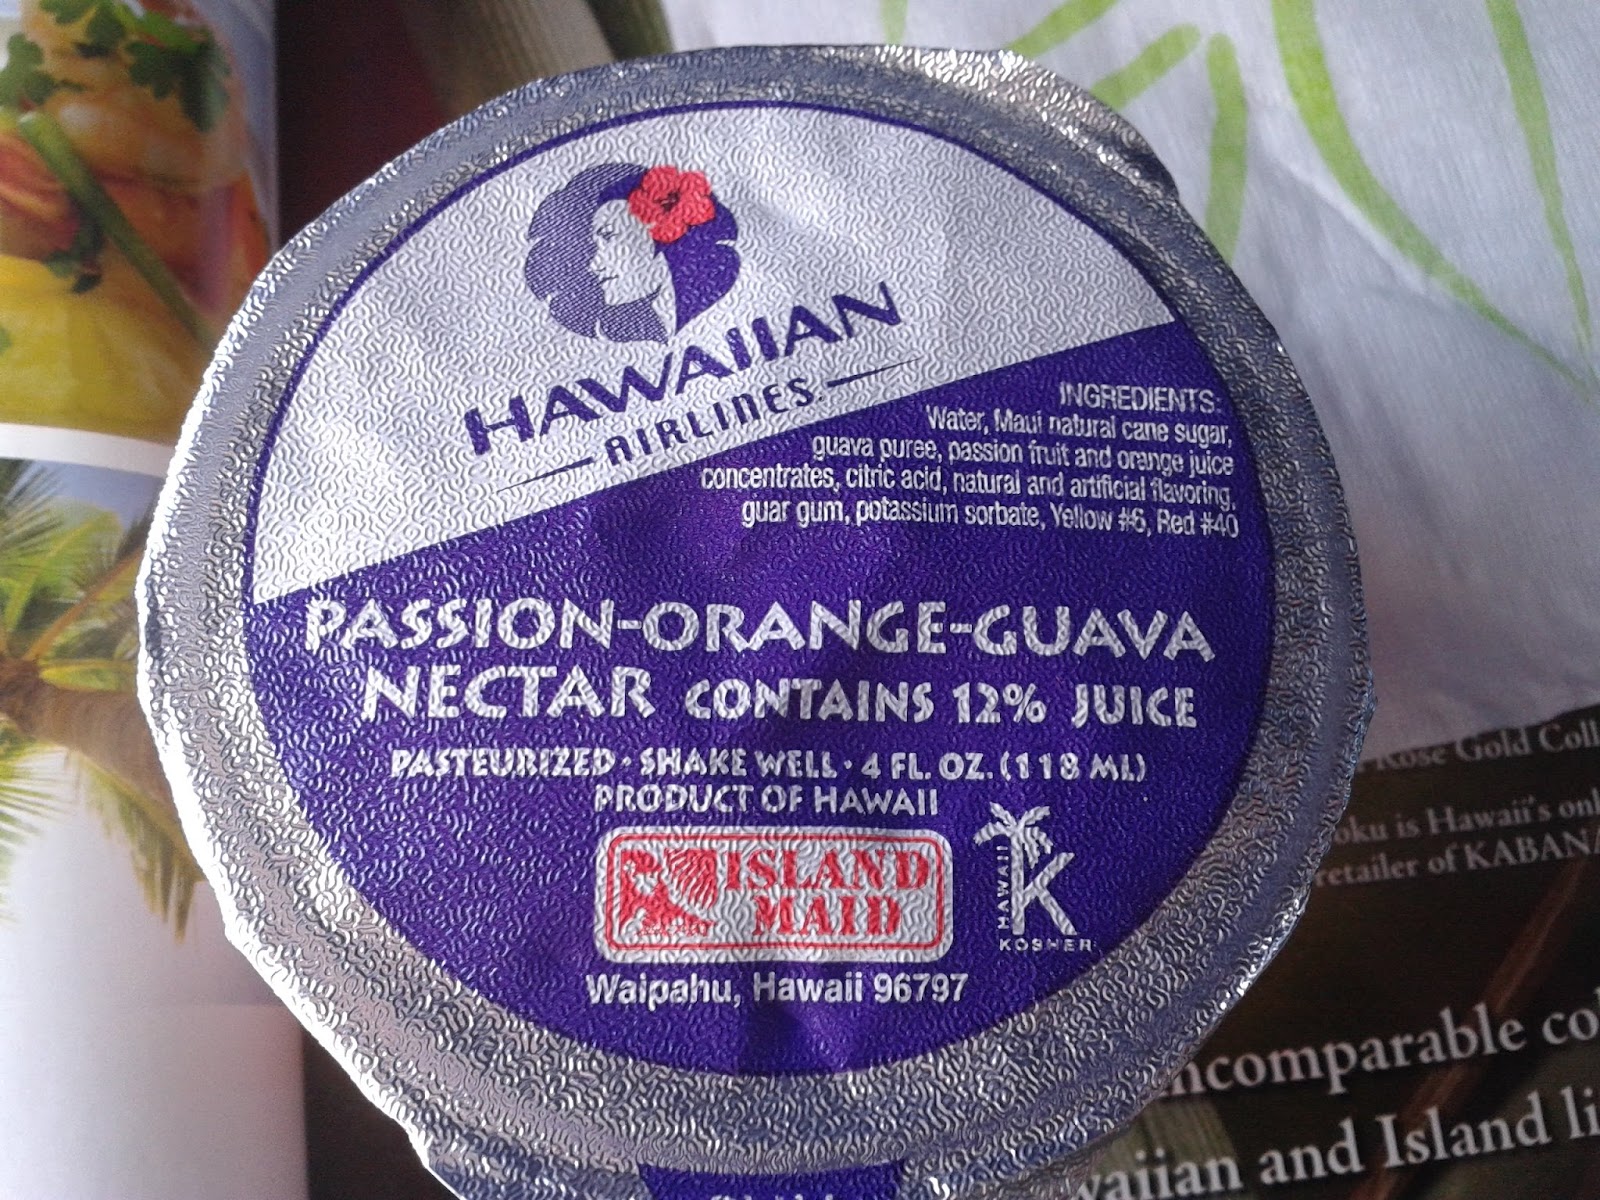 HAWAIIAN
AIRLINES
INGREDIENTS:
Water, Maui natural cane sugar,
guava puree, passion fruit and orange juice
concentrates, citric acid, natural and artificial flavoring,
guar gum, potassium sorbate, Yellow #6, Red #40
PASSION-ORANGE-GUAVA
NECTAR CONTAINS 12% JUICE
PASTEURIZED · SHAKE WELL · 4 FL. OZ. (118 ML)
PRODUCT OF HAWAII
ISLAND
MAID
HAWAII
K
KOSHER
Waipahu, Hawaii 96797
Rose Gold Coll
oku is Hawaii's onl
retailer of KABANA
ncomparable co
waiian and Island li